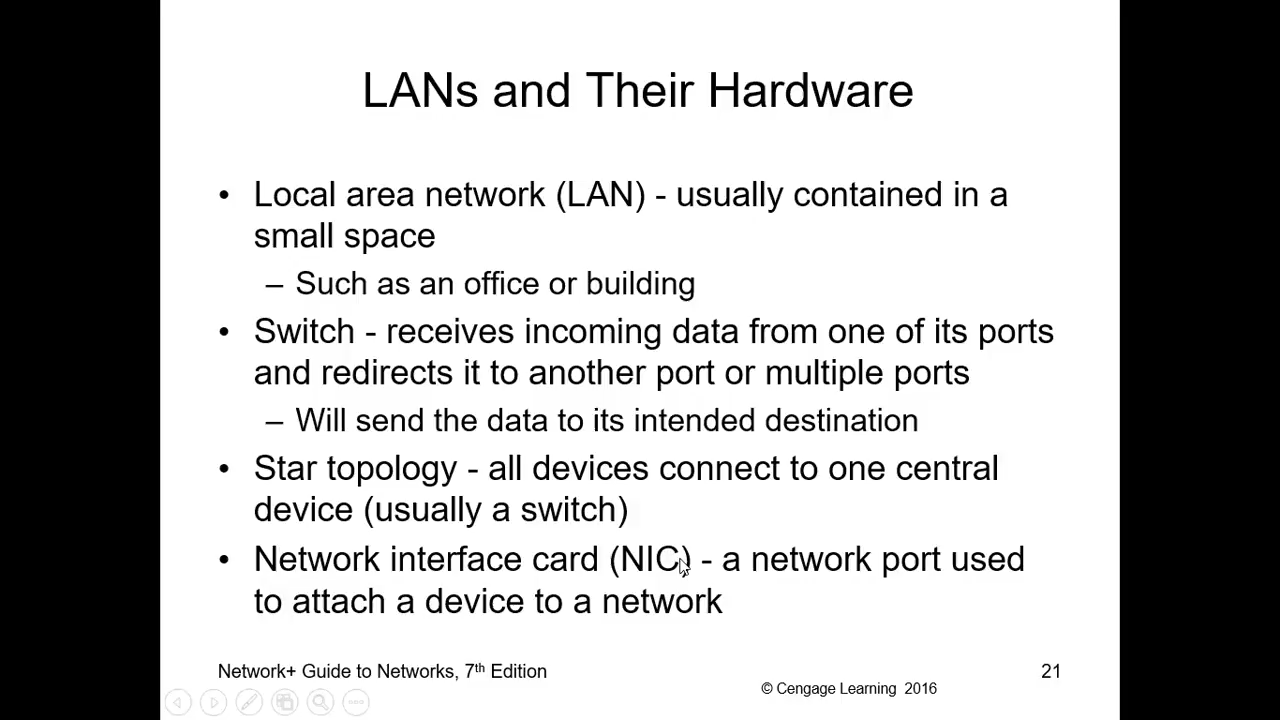 LANs and Their Hardware
• Local area network (LAN) - usually contained in a
small space
– Such as an office or building
• Switch - receives incoming data from one of its ports
and redirects it to another port or multiple ports
– Will send the data to its intended destination
• Star topology - all devices connect to one central
device (usually a switch)
• Network interface card (NIC) - a network port used
to attach a device to a network
Network+ Guide to Networks, 7th Edition
21
© Cengage Learning 2016